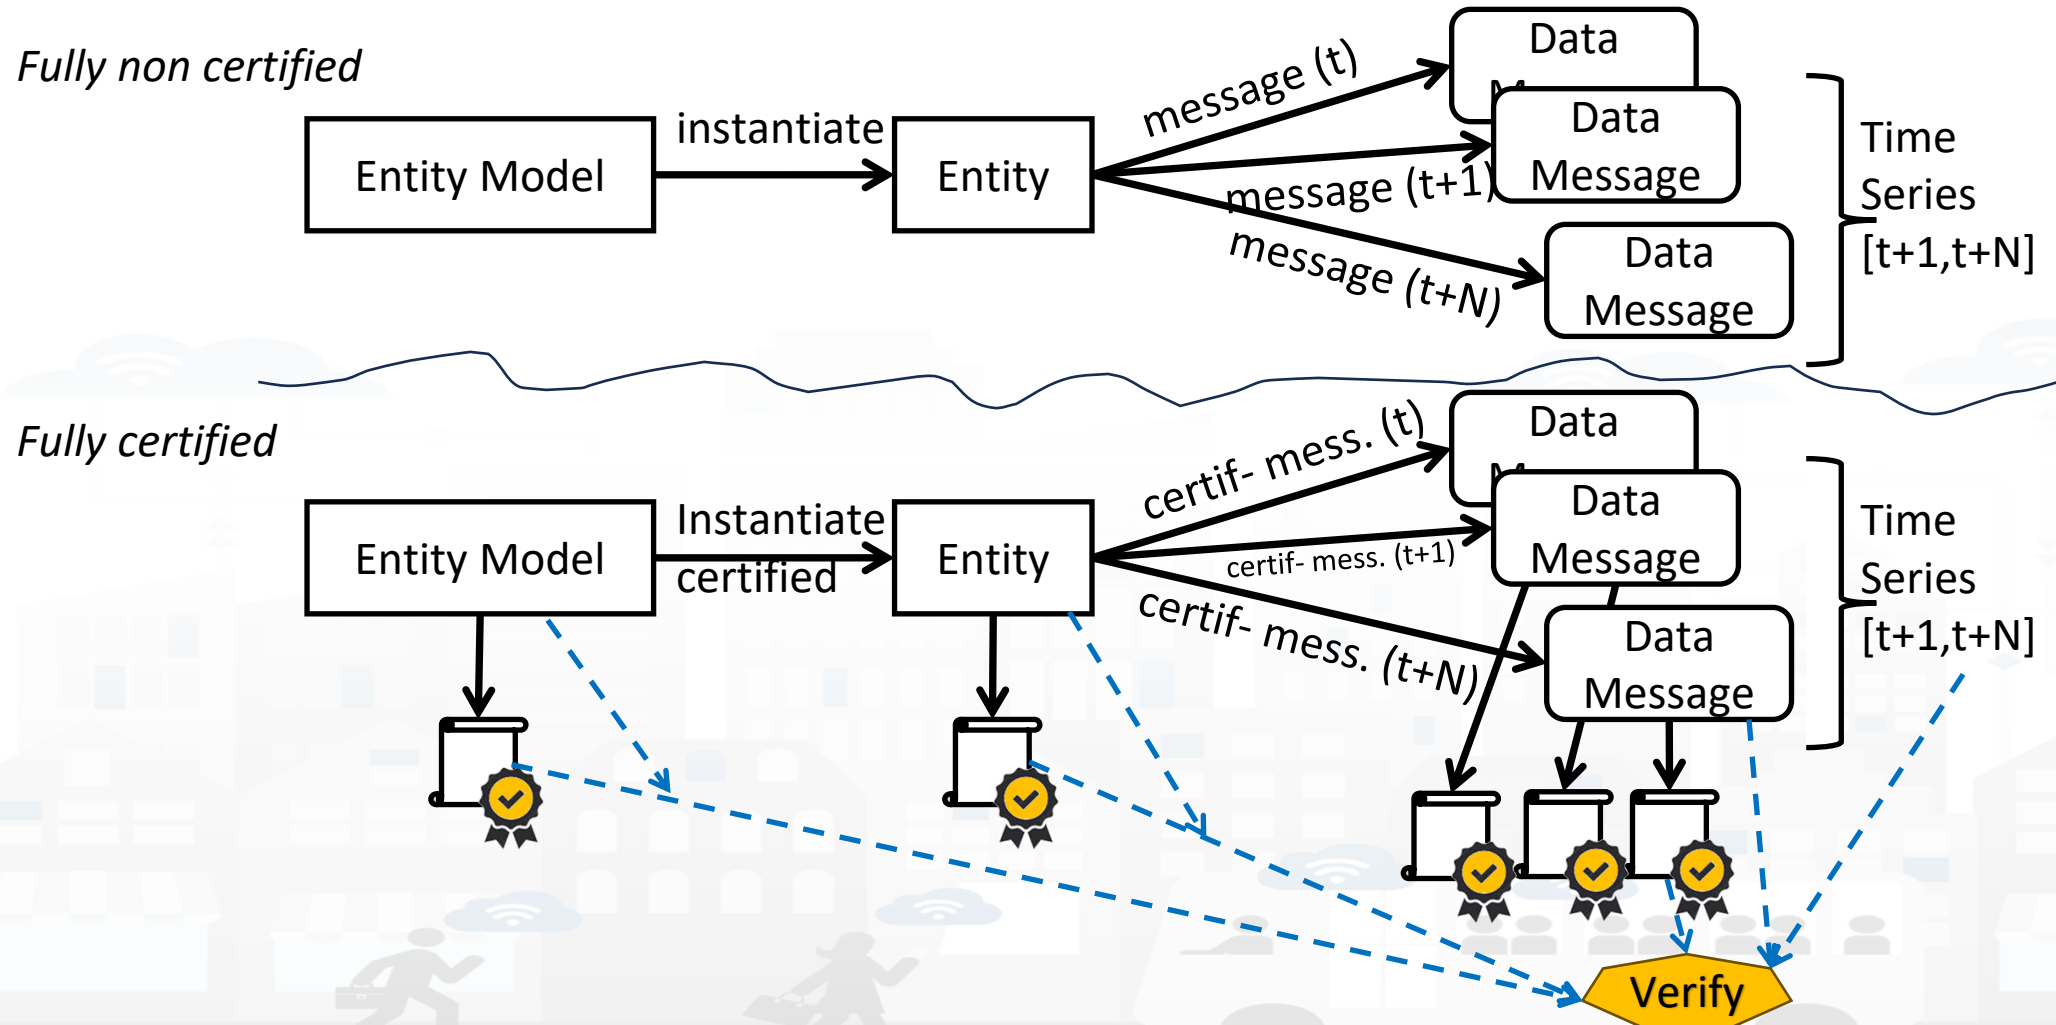 Fully non certified
Entity Model
instantiate
Entity
message (t)
message (t+1)
message (t+N)
Data
Data
Message
Data
Message
Time
Series
[t+1,t+N]
Fully certified
Entity Model
Instantiate
certified
Entity
certif- mess. (t)
certif- mess. (t+1)
certif- mess. (t+N)
Data
Data
Message
Data
Message
Time
Series
[t+1,t+N]
Verify